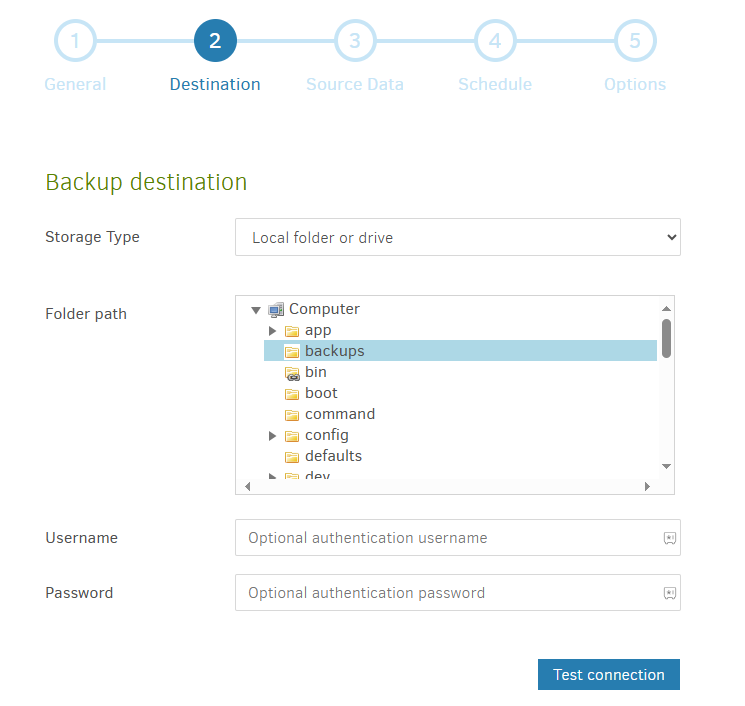 1 2 3 4 5
General Destination Source Data Schedule Options
Backup destination
Storage Type Local folder or drive
Folder path
Computer
app
backups
bin
boot
command
config
defaults
dev
Username Optional authentication username
Password Optional authentication password
Test connection